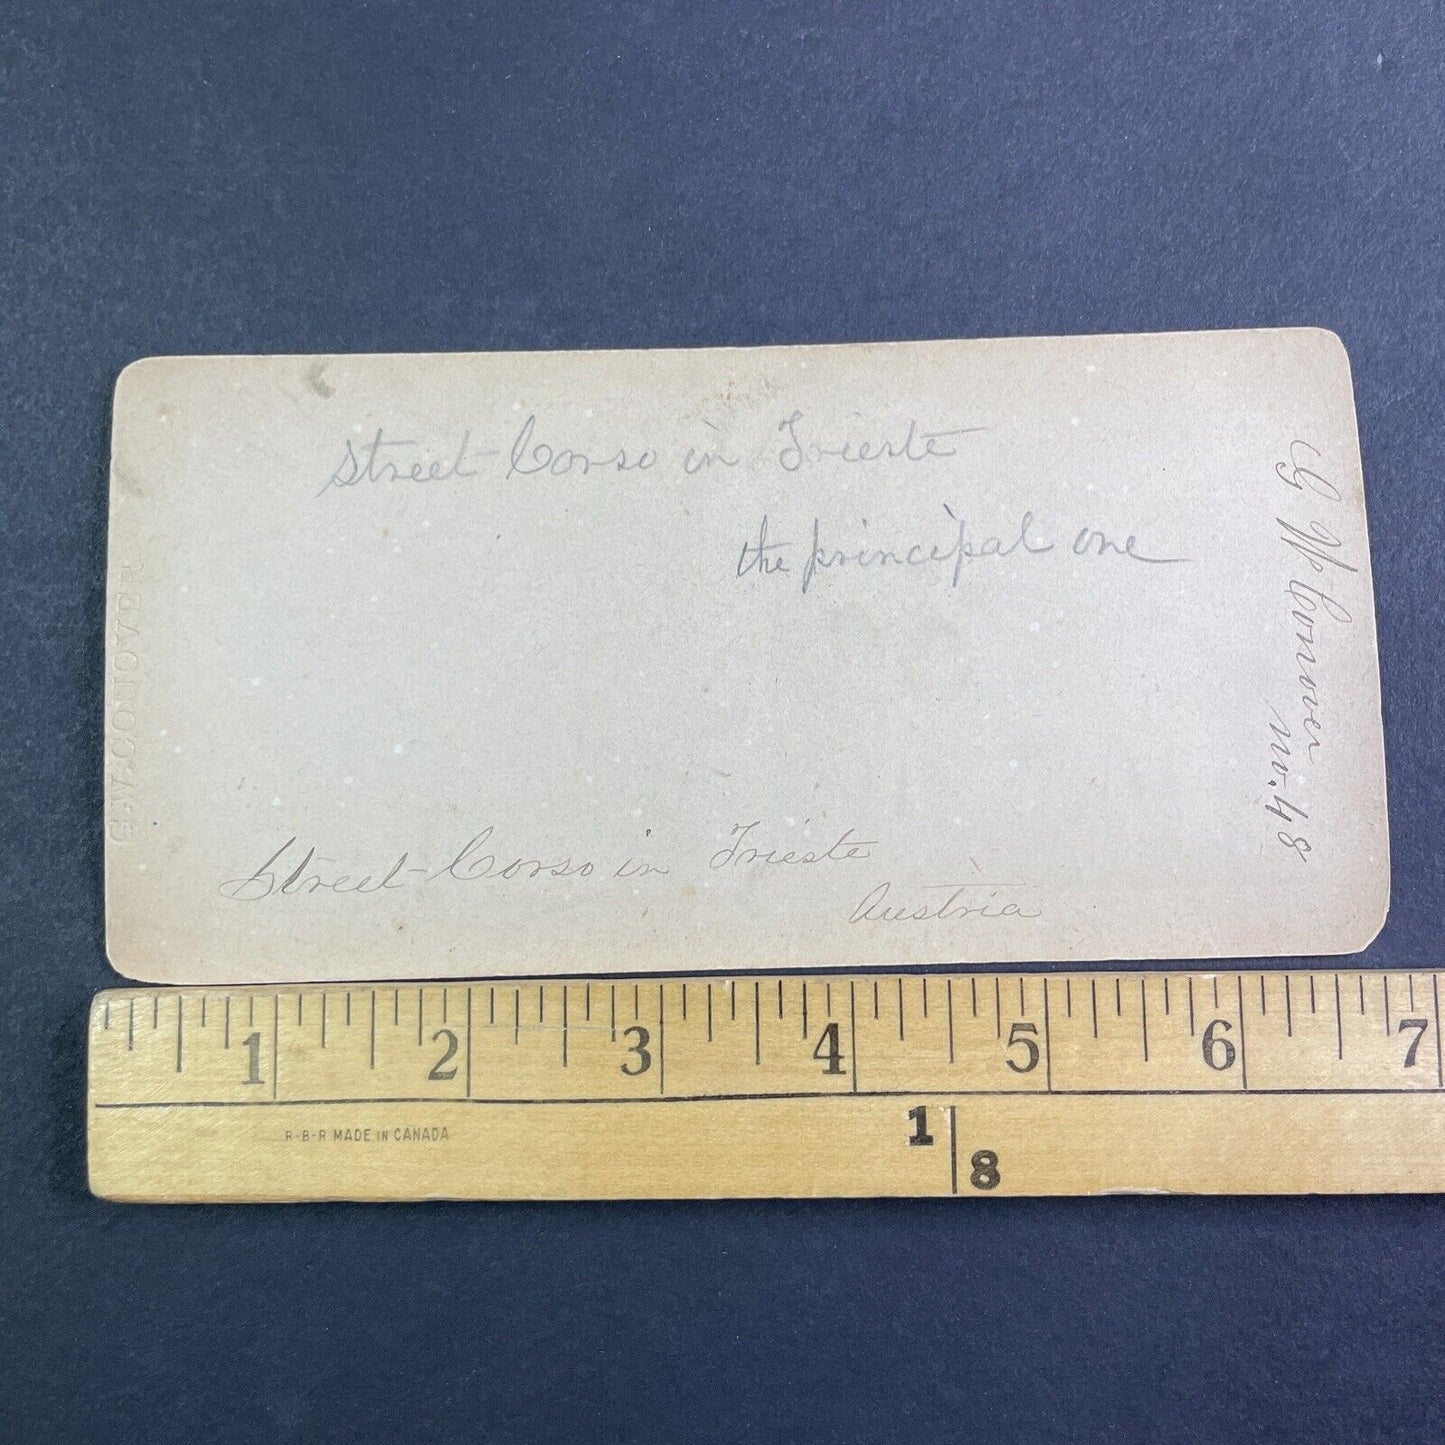 Street Corso in Trieste
the principal one
G W Conover
no. 48
G.W. CONOVER
Street Corso in Trieste
Austria
1 2 3 4 5 6 7
R-B-R MADE IN CANADA
1
8